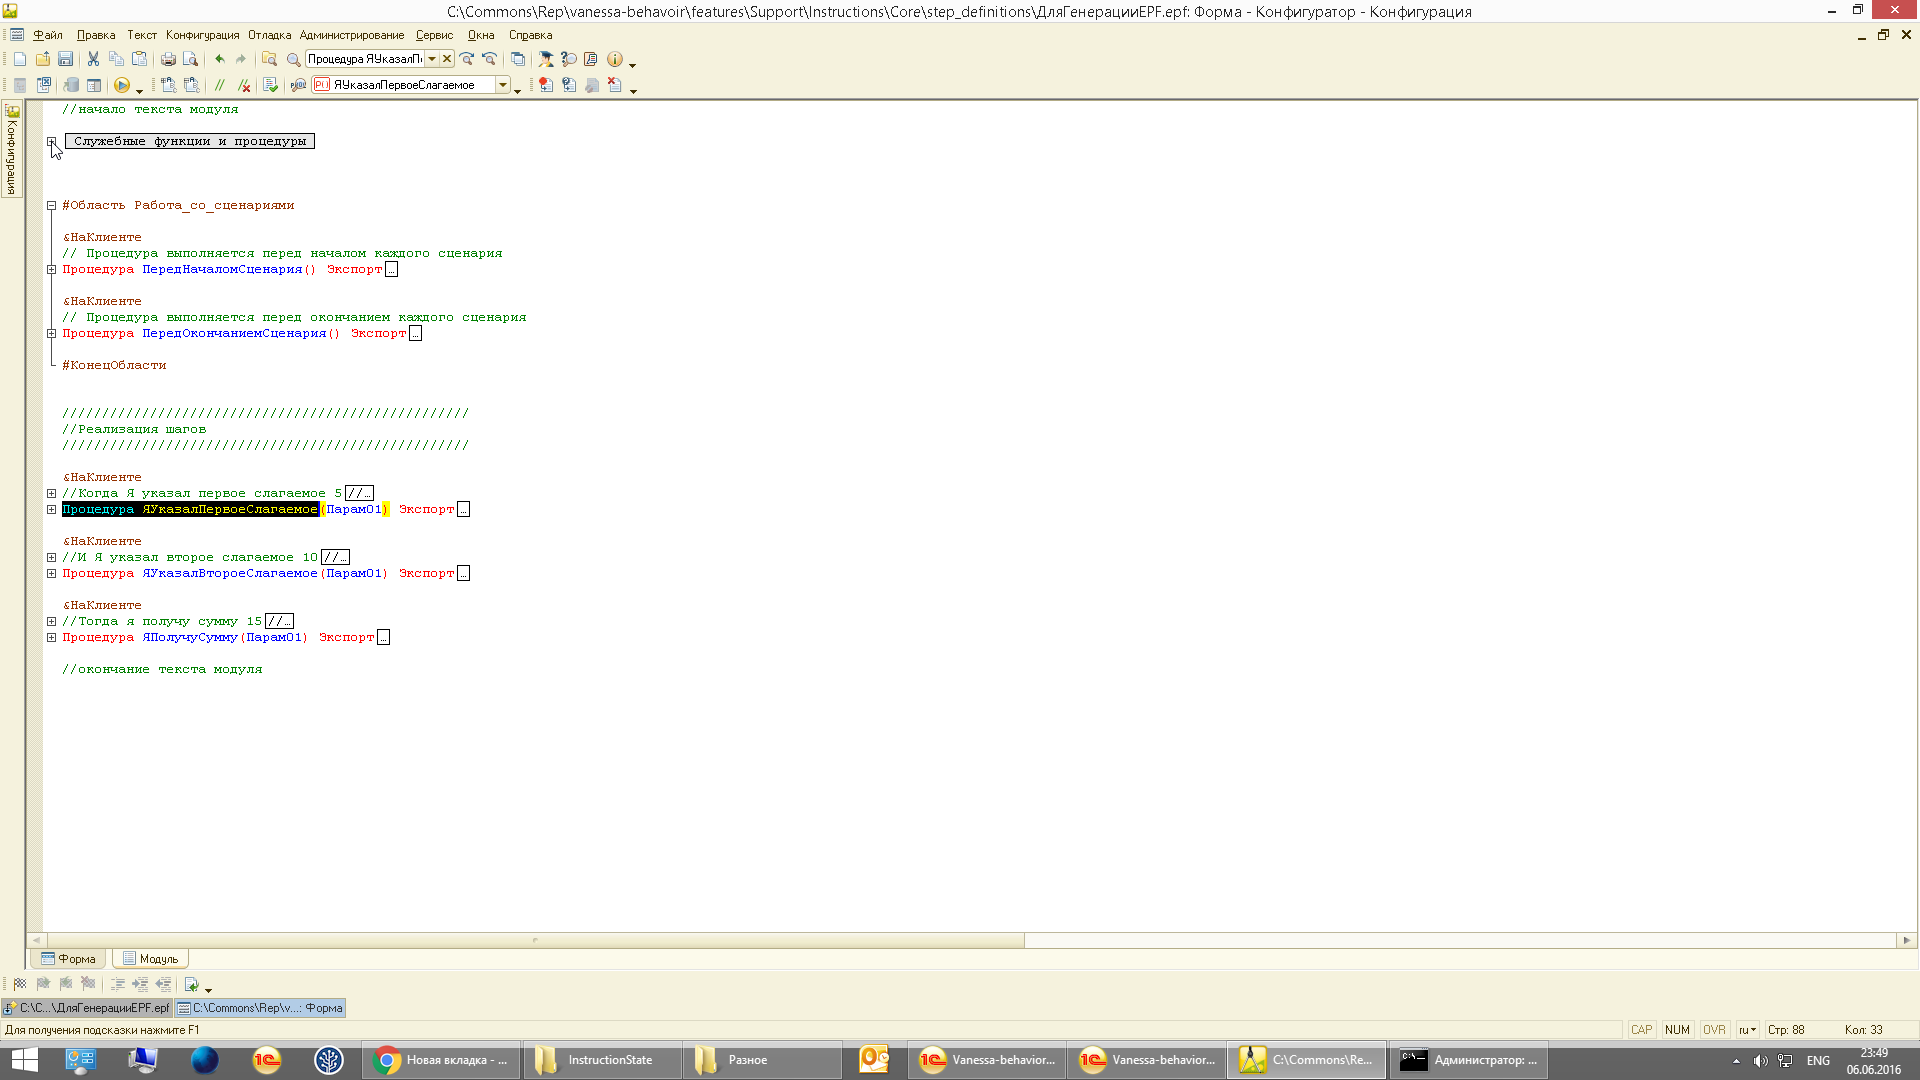 C:\Commons\Rep\vanessa-behavoir\features\Support\Instructions\Core\step_definitions\ДляГенерацииEPF.epf: Форма - Конфигуратор - Конфигурация
Файл Правка Текст Конфигурация Отладка Администрирование Сервис Окна Справка
Процедура ЯУказалП
ЯУказалПервоеСлагаемое
Конфигурация
//начало текста модуля
Служебные функции и процедуры
#Область Работа_со_сценариями
&НаКлиенте
// Процедура выполняется перед началом каждого сценария
Процедура ПередНачаломСценария() Экспорт…
&НаКлиенте
// Процедура выполняется перед окончанием каждого сценария
Процедура ПередОкончаниемСценария() Экспорт…
#КонецОбласти
///////////////////////////////////////////////////
//Реализация шагов
///////////////////////////////////////////////////
&НаКлиенте
//Когда Я указал первое слагаемое 5//…
Процедура ЯУказалПервоеСлагаемое(Парам01) Экспорт…
&НаКлиенте
//И Я указал второе слагаемое 10//…
Процедура ЯУказалВтороеСлагаемое(Парам01) Экспорт…
&НаКлиенте
//Тогда я получу сумму 15//…
Процедура ЯПолучуСумму(Парам01) Экспорт…
//окончание текста модуля
Форма Модуль
C:\C...\ДляГенерацииEPF.epf C:\Commons\Rep\v...: Форма
Для получения подсказки нажмите F1 CAP NUM OVR ru Стр: 88 Кол: 33
Новая вкладка - ... InstructionState Разное Vanessa-behavior... Vanessa-behavior... C:\Commons\Re... Администратор: ... ENG 23:49
06.06.2016